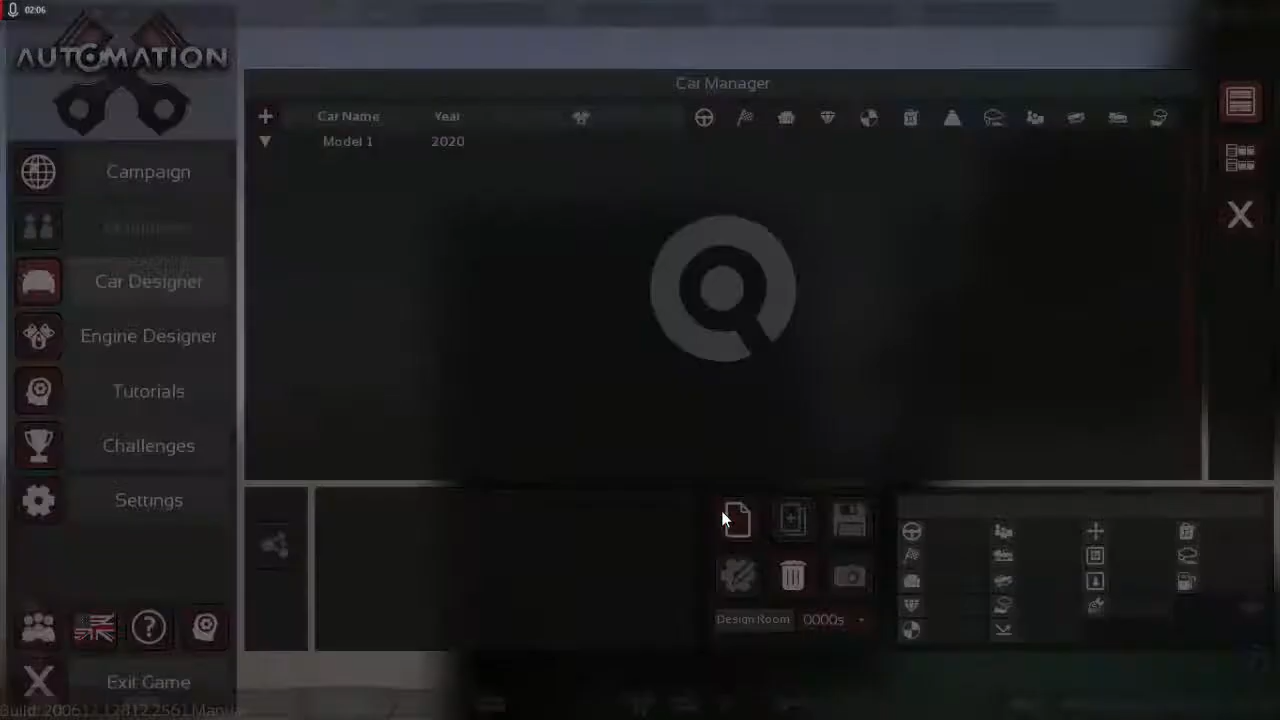 02:06
AUTOMATION
Car Manager
Car Name Year
Model 1 2020
Campaign
Car Designer
Engine Designer
Tutorials
Challenges
Settings
Design Room 0000s
Exit Game